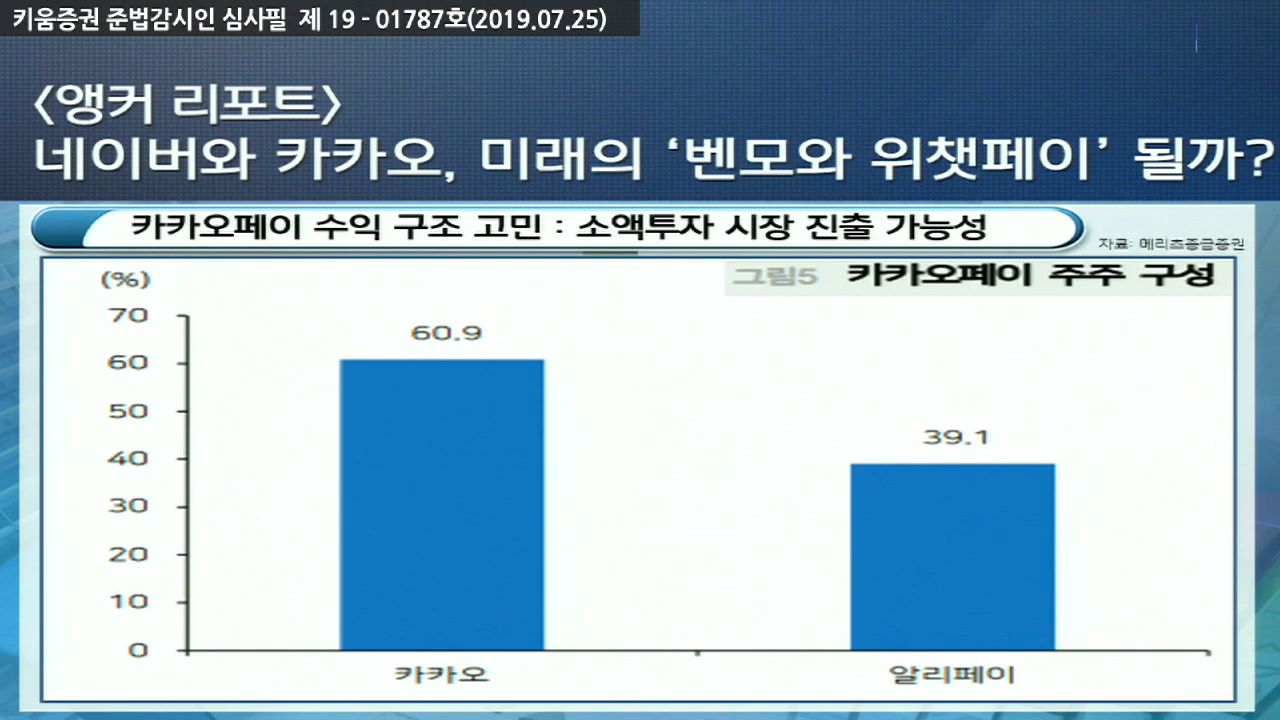 키움증권 준법감시인 심사필 제 19 - 01787호(2019.07.25)
<앵커 리포트>
네이버와 카카오, 미래의 ‘벤모와 위챗페이’ 될까?
카카오페이 수익 구조 고민 : 소액투자 시장 진출 가능성
자료: 메리츠종금증권
(%)
그림5 카카오페이 주주 구성
70
60
50
40
30
20
10
0
60.9
39.1
카카오
알리페이